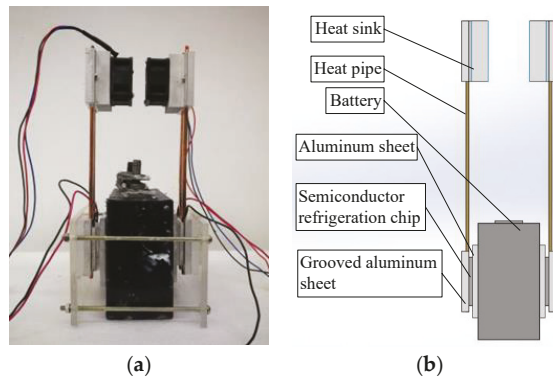 Heat sink
Heat pipe
Battery
Aluminum sheet
Semiconductor
refrigeration chip
Grooved aluminum
sheet
(a)
(b)